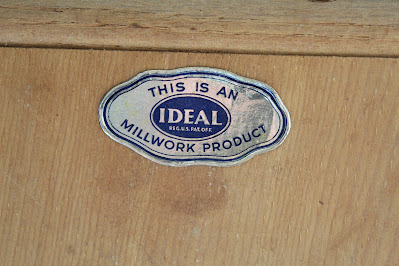 THIS IS AN
IDEAL
REG. U.S. PAT. OFF.
MILLWORK PRODUCT